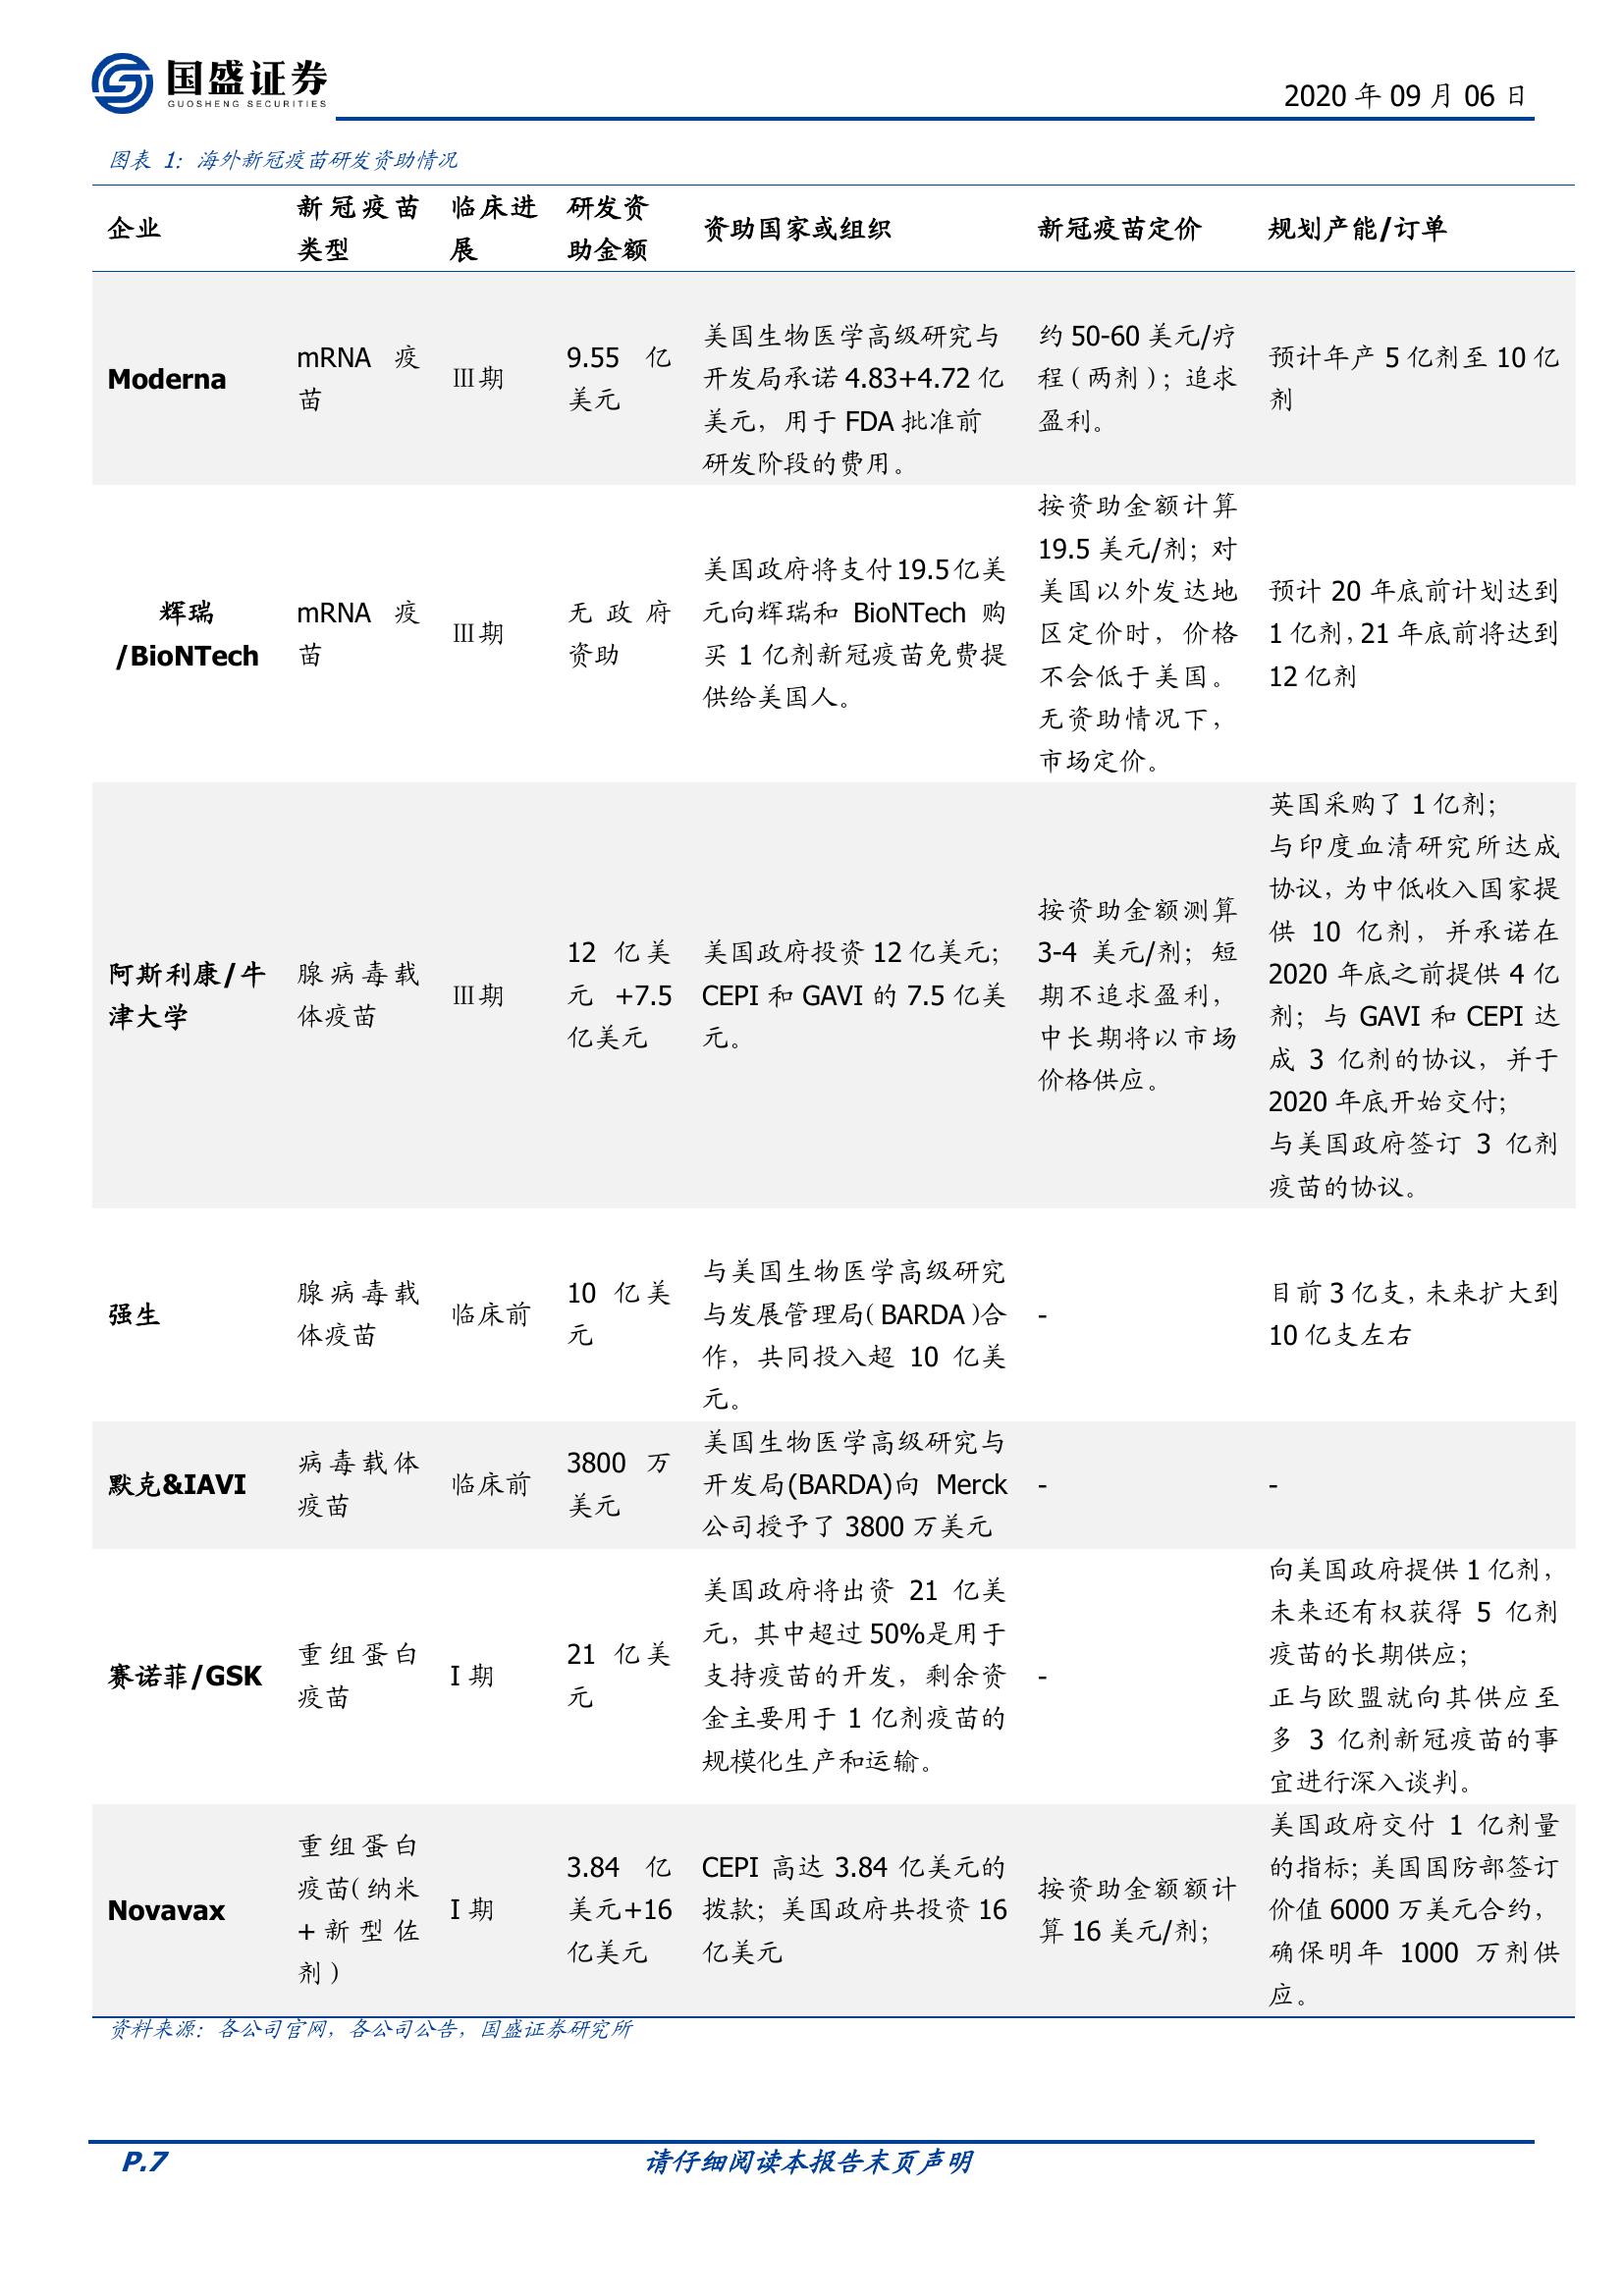 国盛证券
GUOSHENG SECURITIES
2020 年 09 月 06 日
图表 1：海外新冠疫苗研发资助情况
企业
新冠疫苗
类型
临床进
展
研发资
助金额
资助国家或组织
新冠疫苗定价
规划产能/订单
Moderna
mRNA 疫
苗
Ⅲ期
9.55 亿
美元
美国生物医学高级研究与
开发局承诺 4.83+4.72 亿
美元，用于 FDA 批准前
研发阶段的费用。
约 50-60 美元/疗
程（两剂）；追求
盈利。
预计年产 5 亿剂至 10 亿
剂
辉瑞
/BioNTech
mRNA 疫
苗
Ⅲ期
无政府
资助
美国政府将支付 19.5 亿美
元向辉瑞和 BioNTech 购
买 1 亿剂新冠疫苗免费提
供给美国人。
按资助金额计算
19.5 美元/剂；对
美国以外发达地
区定价时，价格
不会低于美国。
无资助情况下，
市场定价。
预计 20 年底前计划达到
1 亿剂，21 年底前将达到
12 亿剂
阿斯利康/牛
津大学
腺病毒载
体疫苗
Ⅲ期
12 亿美
元 +7.5
亿美元
美国政府投资 12 亿美元；
CEPI 和 GAVI 的 7.5 亿美
元。
按资助金额测算
3-4 美元/剂；短
期不追求盈利，
中长期将以市场
价格供应。
英国采购了 1 亿剂；
与印度血清研究所达成
协议，为中低收入国家提
供 10 亿剂，并承诺在
2020 年底之前提供 4 亿
剂；与 GAVI 和 CEPI 达
成 3 亿剂的协议，并于
2020 年底开始交付；
与美国政府签订 3 亿剂
疫苗的协议。
强生
腺病毒载
体疫苗
临床前
10 亿美
元
与美国生物医学高级研究
与发展管理局（BARDA）合
作，共同投入超 10 亿美
元。
-
目前 3 亿支，未来扩大到
10 亿支左右
默克&IAVI
病毒载体
疫苗
临床前
3800 万
美元
美国生物医学高级研究与
开发局(BARDA)向 Merck
公司授予了 3800 万美元
-
-
赛诺菲/GSK
重组蛋白
疫苗
I 期
21 亿美
元
美国政府将出资 21 亿美
元，其中超过 50%是用于
支持疫苗的开发，剩余资
金主要用于 1 亿剂疫苗的
规模化生产和运输。
-
向美国政府提供 1 亿剂，
未来还有权获得 5 亿剂
疫苗的长期供应；
正与欧盟就向其供应至
多 3 亿剂新冠疫苗的事
宜进行深入谈判。
Novavax
重组蛋白
疫苗（纳米
+新型佐
剂）
I 期
3.84 亿
美元+16
亿美元
CEPI 高达 3.84 亿美元的
拨款；美国政府共投资 16
亿美元
按资助金额额计
算 16 美元/剂；
美国政府交付 1 亿剂量
的指标；美国国防部签订
价值 6000 万美元合约，
确保明年 1000 万剂供
应。
资料来源：各公司官网，各公司公告，国盛证券研究所
P.7
请仔细阅读本报告末页声明